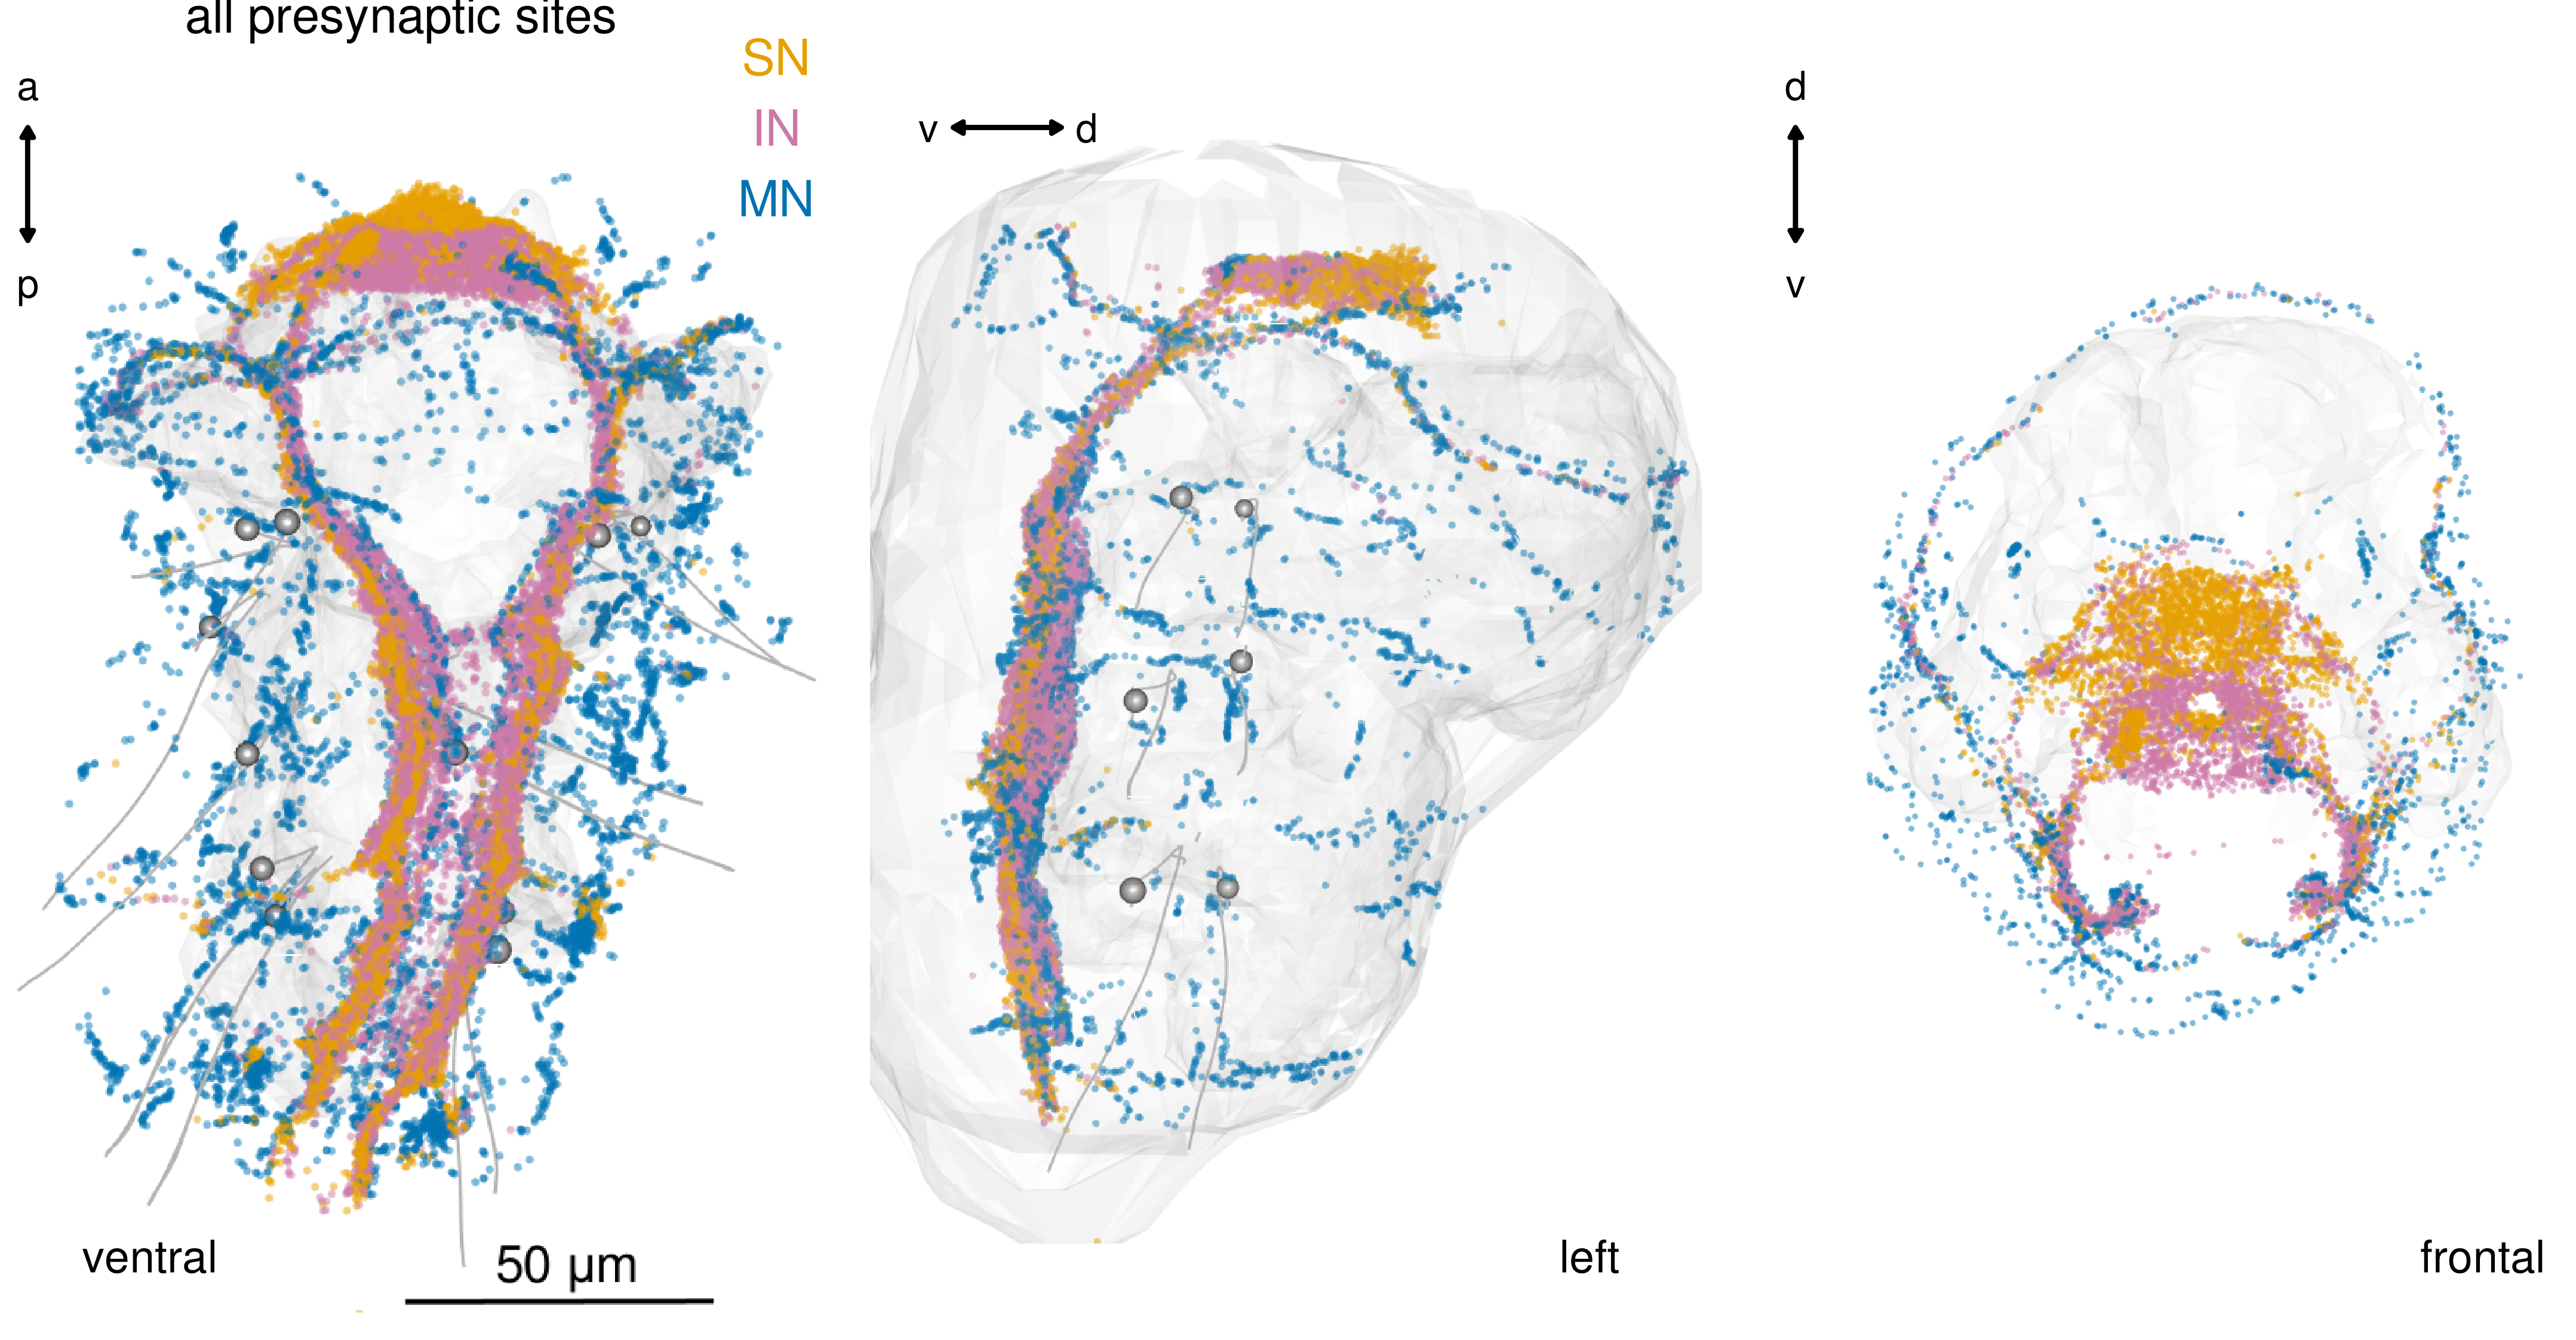 all presynaptic sites
SN
IN
MN
a
p
v
d
d
v
ventral
50 µm
left
frontal